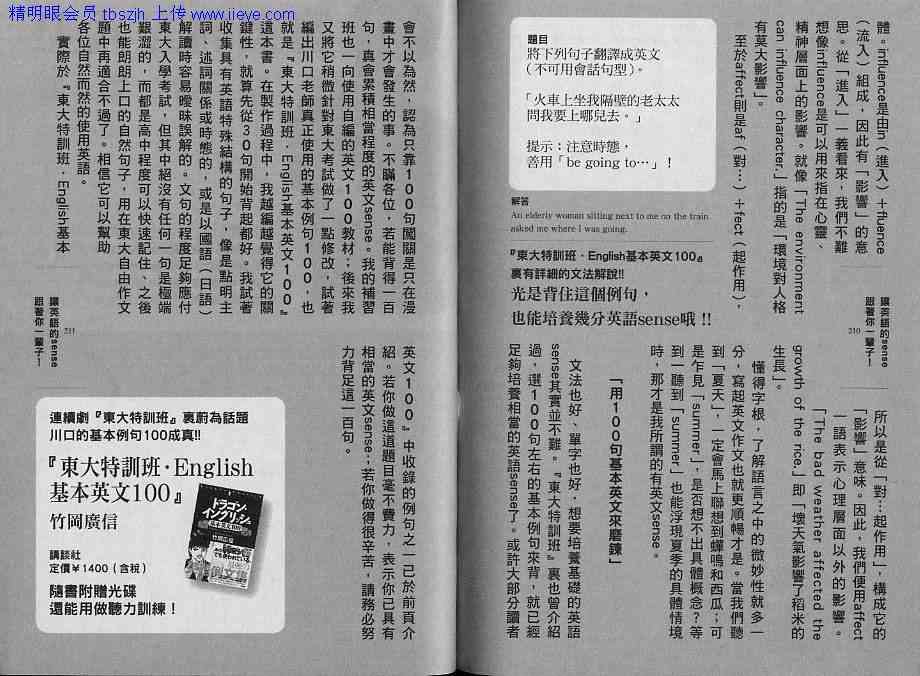 精明眼会员 tbszjh 上传 www.iieye.com
體。influence是由in（進入）＋fluence
（流入）組成，因此有「影響」的意
思。從「進入」一義看來，我們不難
想像influence是可以用來指在心靈、
精神層面上的影響。就像「The environment
can influence character.」指的是「環境對人格
有莫大影響」。
至於affect則是af（對…）＋fect（起作用），
題目
將下列句子翻譯成英文
（不可用會話句型）。
「火車上坐我隔壁的老太太
問我要上哪兒去。」
提示：注意時態，
善用「be going to…」！
解答
An elderly woman sitting next to me on the train
asked me where I was going.
『東大特訓班．English基本英文100』
裏有詳細的文法解說!!
光是背住這個例句，
也能培養幾分英語sense哦！！
讓英語的sense
跟著你一輩子！
210
所以是從「對…起作用」，構成它的
「影響」意味。因此，我們便用affect
一語表示心理層面以外的影響。
「The bad weather affected the
growth of the rice.」即「壞天氣影響了稻米的
生長」。
懂得字根，了解語言之中的微妙性就多一
分，寫起英文作文也就更順暢才是。當我們聽
到「夏天」，一定會馬上聯想到蟬鳴和西瓜；可
是乍見「summer」，是否想不出具體概念？等
到一聽到「summer」也能浮現夏季的具體情境
時，那才是我所謂的有英文sense。
「用１００句基本英文來磨鍊」
文法也好、單字也好，想要培養基礎的英語
sense其實並不難。『東大特訓班』裏也曾介紹
過，選１００句左右的基本例句來背，就已經
足夠培養相當的英語sense了。或許大部分讀者
會不以為然，認為只靠１００句闖關是只在漫
畫中才會發生的事。不瞞各位，若能背得一百
句，真會累積相當程度的英文sense。我的補習
班也一向使用自編的英文１００教材；後來我
又將它稍微針對東大考試做了一點修改，試著
編出川口老師真正使用的基本例句１００，也
就是『東大特訓班．English基本英文１００』
這本書。在製作過程中，我越編越覺得它的關
鍵性，就算先從３０句開始背起都好。我試著
收集具有英語特殊結構的句子，像是點明主
詞、述詞關係或時態的，或是以國語（日語）
解讀時容易曖昧誤解的。文句的程度足夠應付
東大入學考試，但其中絕沒有任何一句是極端
艱澀的，而都是高中程度可以快速記住、之後
也能朗朗上口的自然句子，用在東大自由作文
題中再適合不過了。相信它可以幫助
各位自然而然的使用英語。
實際於『東大特訓班．English基本
讓英語的sense
跟著你一輩子！
211
英文１００』中收錄的例句之一已於前頁介
紹。若你做這道題目毫不費力，表示你已具有
相當的英文sense；若你做得很辛苦，請務必努
力背足這一百句。
連續劇『東大特訓班』裏蔚為話題
川口的基本例句100成真!!
『東大特訓班．English
基本英文100』
竹岡廣信
講談社
定價￥1400（含稅）
隨書附贈光碟
還能用做聽力訓練！
ドラゴン・
イングリッシュ
基本英文100
竹岡広信